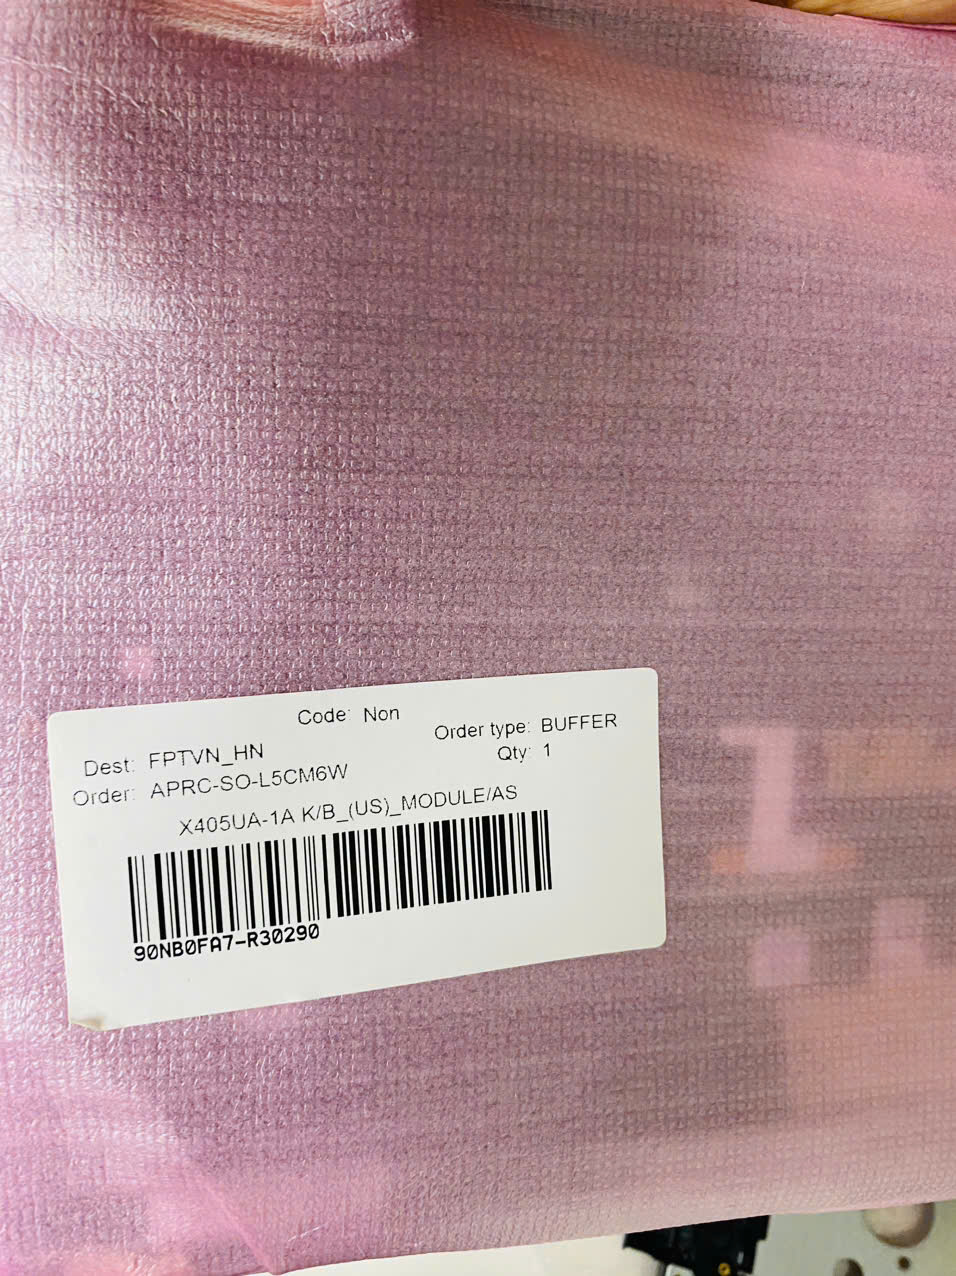 Code: Non
Dest: FPTVN_HN
Order type: BUFFER
Order: APRC-SO-L5CM6W
Qty: 1
X405UA-1A K/B_(US)_MODULE/AS
90NB0FA7-R30290